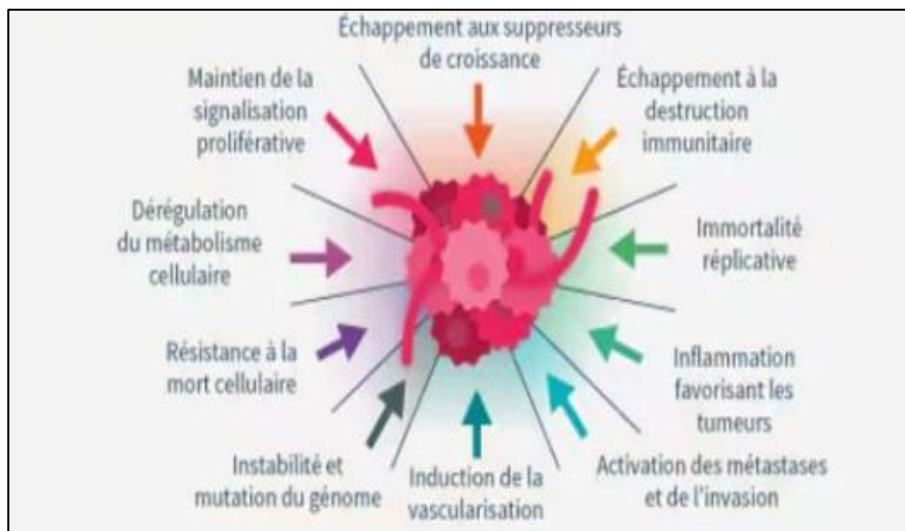 Échappement aux suppresseurs
de croissance
Échappement à la
destruction
immunitaire
Immortalité
réplicative
Inflammation
favorisant les
tumeurs
Activation des métastases
et de l'invasion
Induction de la
vascularisation
Instabilité et
mutation du génome
Résistance à la
mort cellulaire
Dérégulation
du métabolisme
cellulaire
Maintien de la
signalisation
proliférative